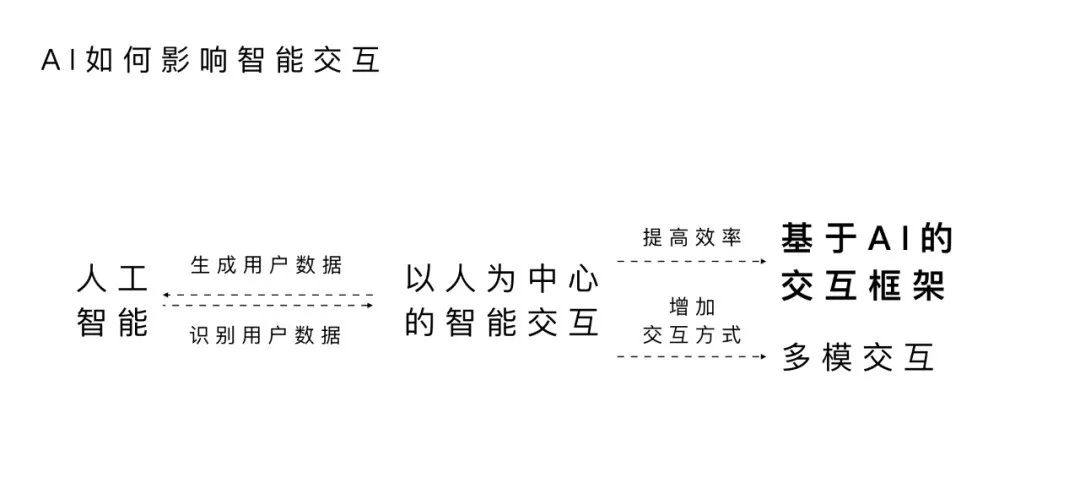 AI如何影响智能交互
人工
智能
生成用户数据
识别用户数据
以人为中心
的智能交互
提高效率
增加
交互方式
基于AI的
交互框架
多模交互